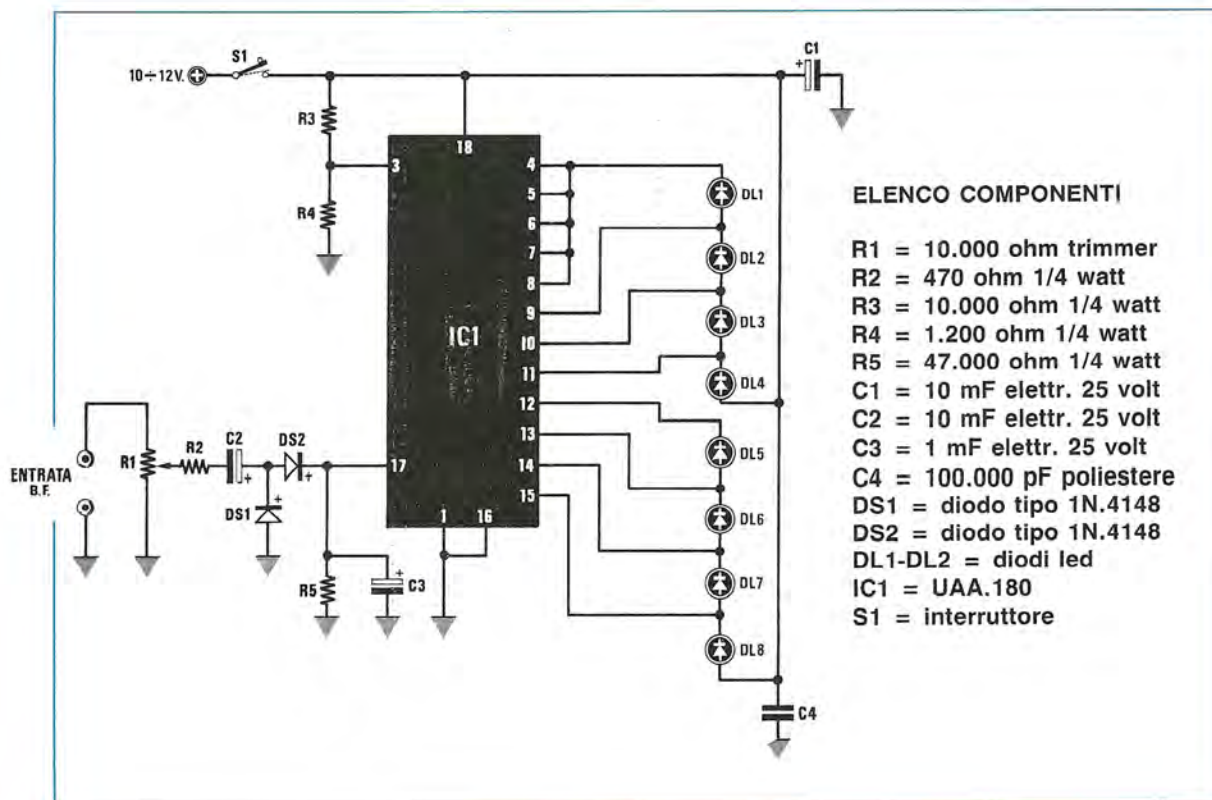 10÷12V.
S1
C1
R3
18
3
4
DL1
R4
5
6
7
DL2
8
9
IC1
10
DL3
11
DL4
12
13
DL5
ENTRATA
B.F.
R1
R2
C2
DS2
17
14
DL6
DS1
15
1
16
DL7
R5
C3
DL8
C4
ELENCO COMPONENTI
R1 = 10.000 ohm trimmer
R2 = 470 ohm 1/4 watt
R3 = 10.000 ohm 1/4 watt
R4 = 1.200 ohm 1/4 watt
R5 = 47.000 ohm 1/4 watt
C1 = 10 mF elettr. 25 volt
C2 = 10 mF elettr. 25 volt
C3 = 1 mF elettr. 25 volt
C4 = 100.000 pF poliestere
DS1 = diodo tipo 1N.4148
DS2 = diodo tipo 1N.4148
DL1-DL2 = diodi led
IC1 = UAA.180
S1 = interruttore